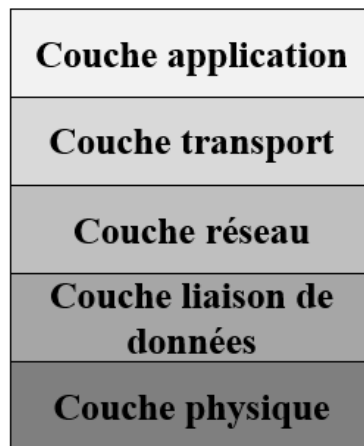 Couche application
Couche transport
Couche réseau
Couche liaison de
données
Couche physique